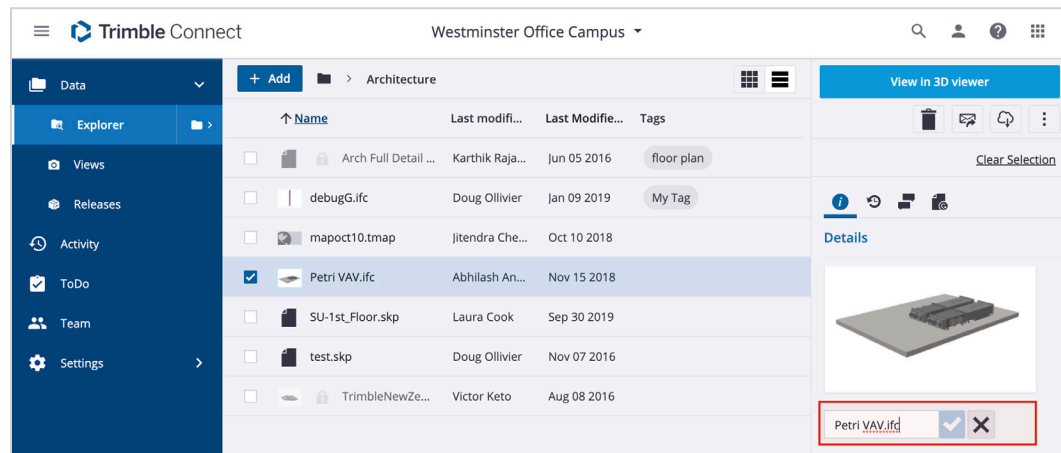 Trimble Connect
Westminster Office Campus
Data
Explorer
Views
Releases
Activity
ToDo
Team
Settings
+ Add
> Architecture
Name Last modifi... Last Modifie... Tags
Arch Full Detail ... Karthik Raja... Jun 05 2016 floor plan
debugG.ifc Doug Ollivier Jan 09 2019 My Tag
mapoct10.tmap Jitendra Che... Oct 10 2018
Petri VAV.ifc Abhilash An... Nov 15 2018
SU-1st_Floor.skp Laura Cook Sep 30 2019
test.skp Doug Ollivier Nov 07 2016
TrimbleNewZe... Victor Keto Aug 08 2016
View in 3D viewer
Clear Selection
Details
Petri VAV.ifc